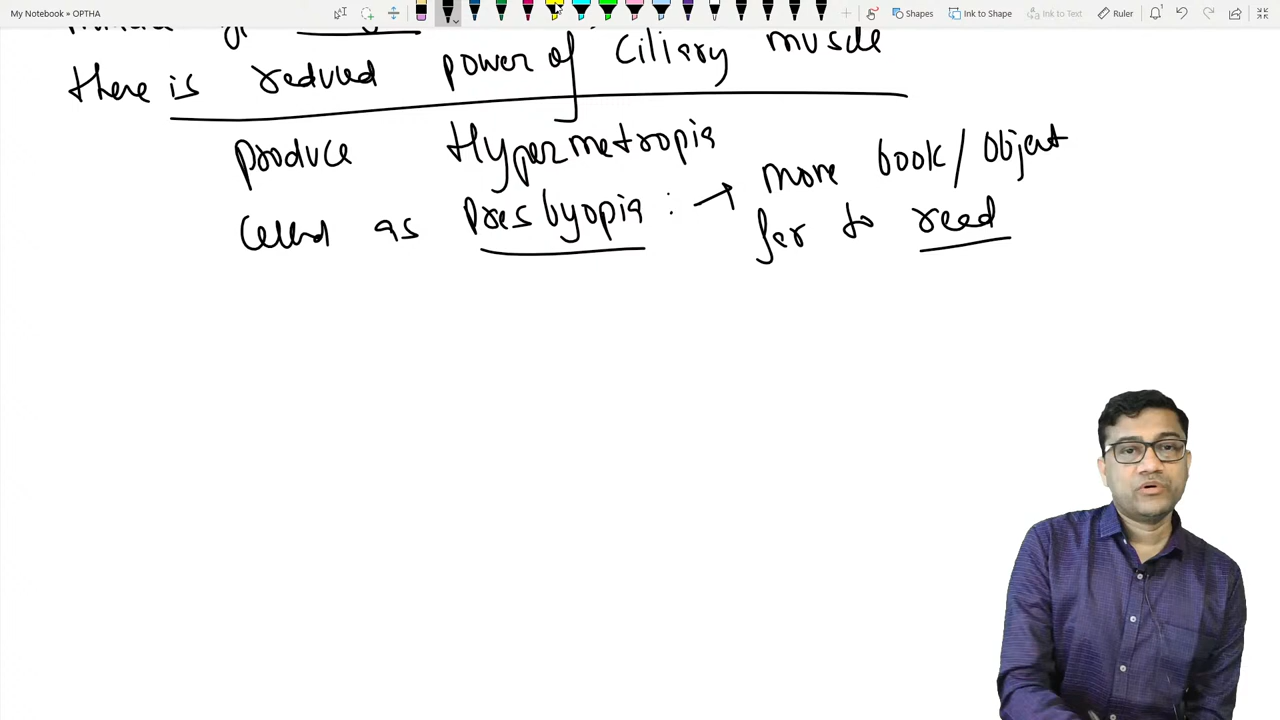 My Notebook » OPTHA
Shapes
Ink to Shape
Ink to Text
Ruler
there is reduced power of ciliary muscle
produce Hypermetropia
Called as Presbyopia : → more book / object
far to read